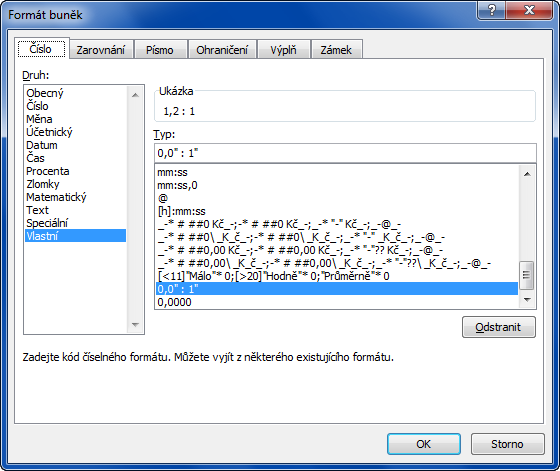 Formát buněk
Číslo Zarovnání Písmo Ohraničení Výplň Zámek
Druh:
Obecný
Číslo
Měna
Účetnický
Datum
Čas
Procenta
Zlomky
Matematický
Text
Speciální
Vlastní
Ukázka
1,2 : 1
Typ:
0,0" : 1"
mm:ss
mm:ss,0
@
[h]:mm:ss
_-* # ##0 Kč_-;-* # ##0 Kč_-;_-* "-" Kč_-;_-@_-
_-* # ##0\ _K_č_-;-* # ##0\ _K_č_-;_-* "-" _K_č_-;_-@_-
_-* # ##0,00 Kč_-;-* # ##0,00 Kč_-;_-* "-"?? Kč_-;_-@_-
_-* # ##0,00\ _K_č_-;-* # ##0,00\ _K_č_-;_-* "-"??\ _K_č_-;_-@_-
[<11]"Málo"* 0;[>20]"Hodně"* 0;"Průměrně"* 0
0,0" : 1"
0,0000
Odstranit
Zadejte kód číselného formátu. Můžete vyjít z některého existujícího formátu.
OK Storno